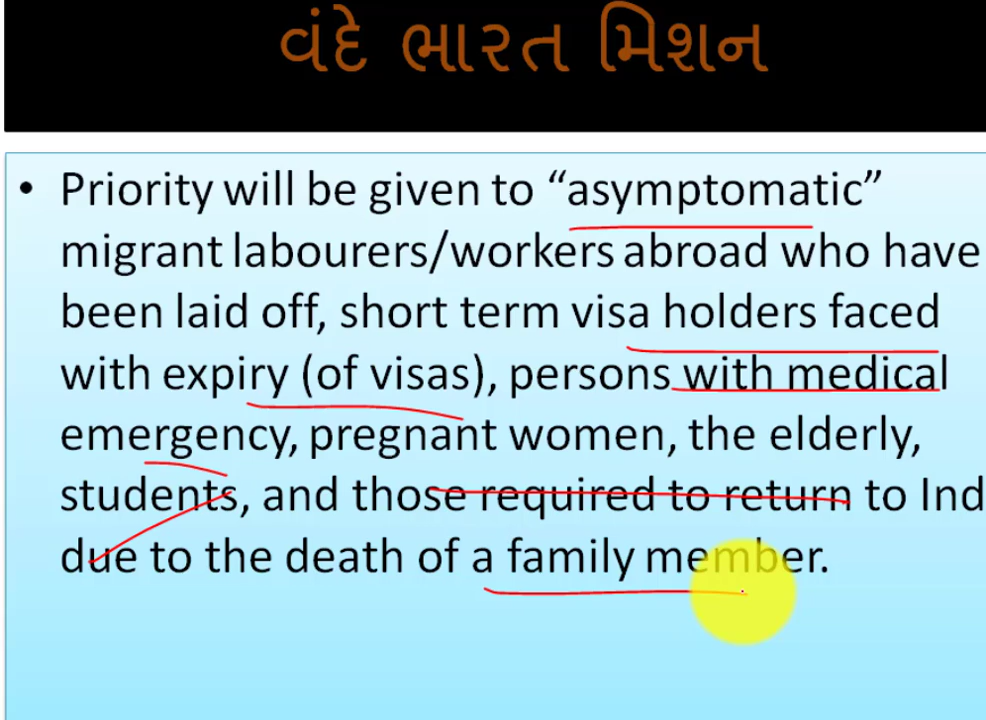 વંદે ભારત મિશન
• Priority will be given to “asymptomatic”
migrant labourers/workers abroad who have
been laid off, short term visa holders faced
with expiry (of visas), persons with medical
emergency, pregnant women, the elderly,
students, and those required to return to Ind
due to the death of a family member.